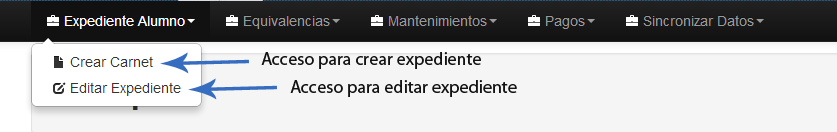 Expediente Alumno Equivalencias Mantenimientos Pagos Sincronizar Datos
Crear Carnet Acceso para crear expediente
Editar Expediente Acceso para editar expediente